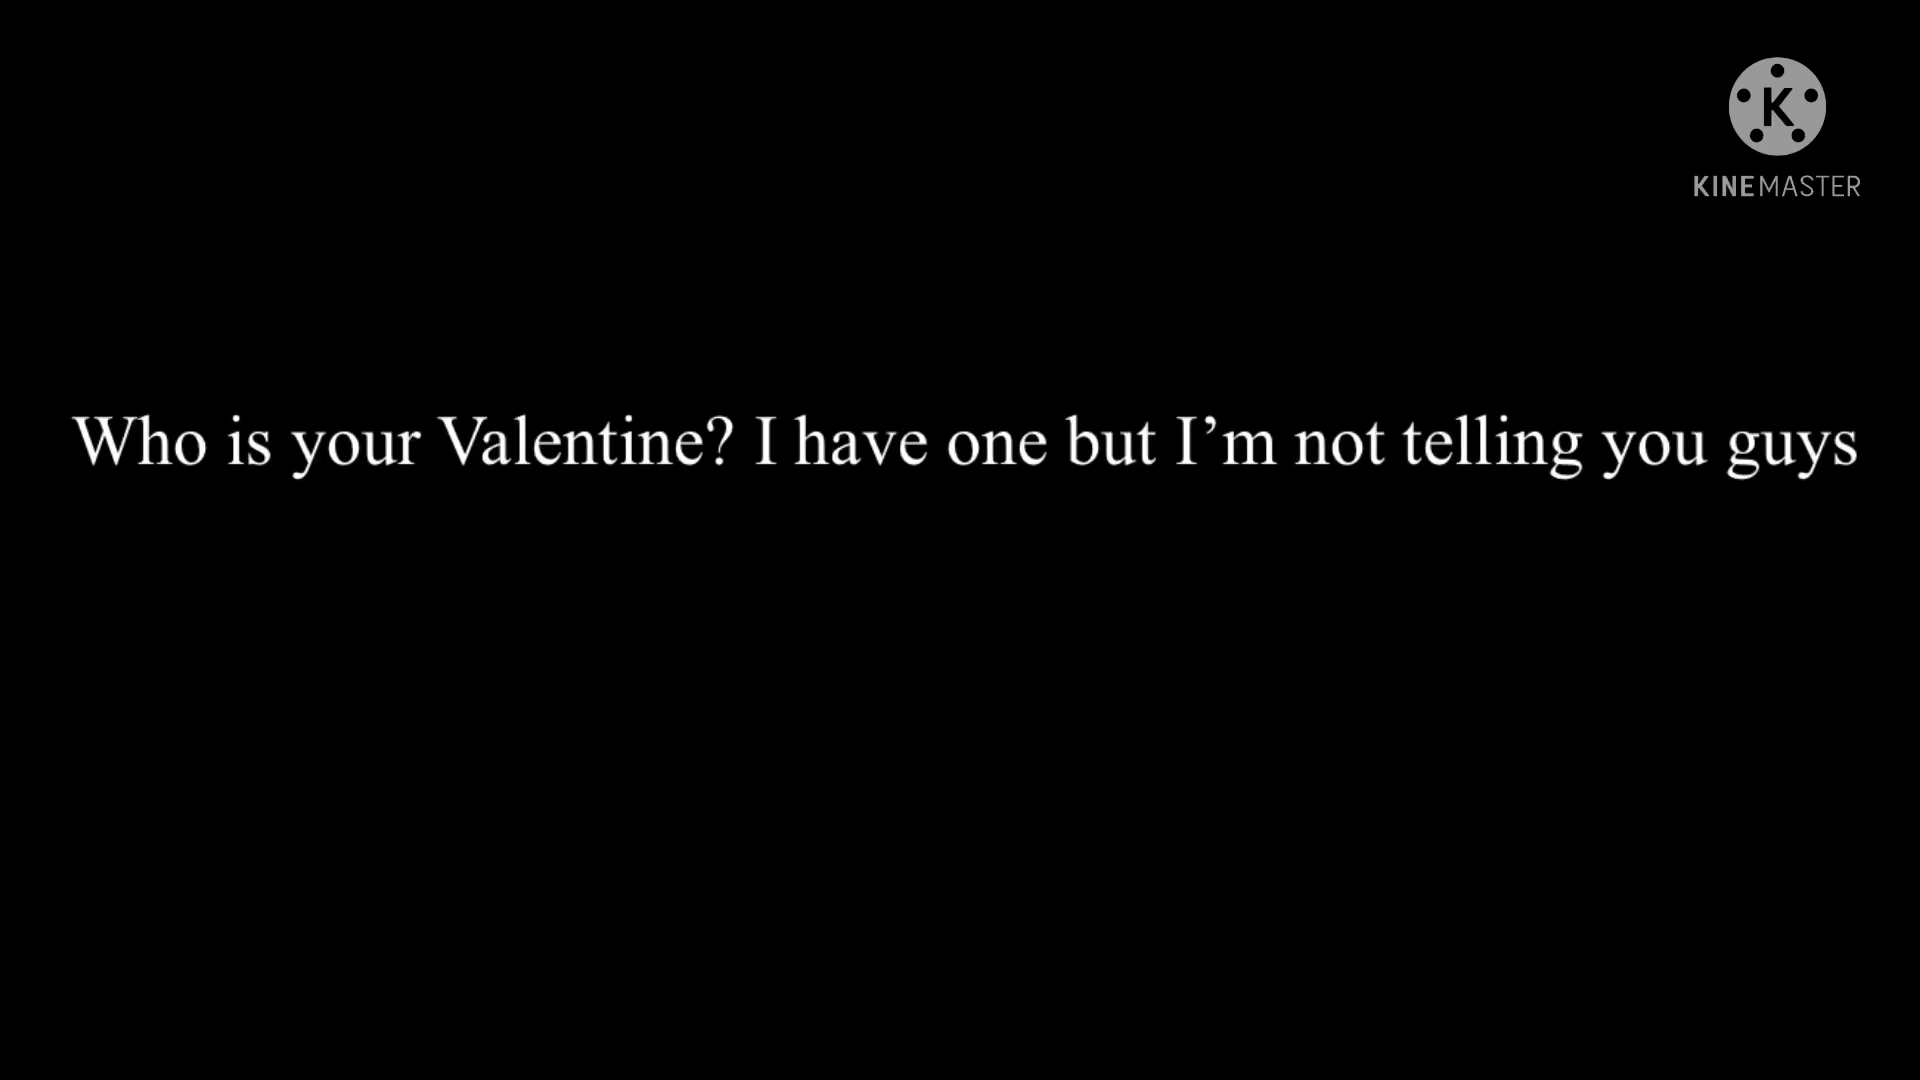 K
KINEMASTER
Who is your Valentine? I have one but I’m not telling you guys